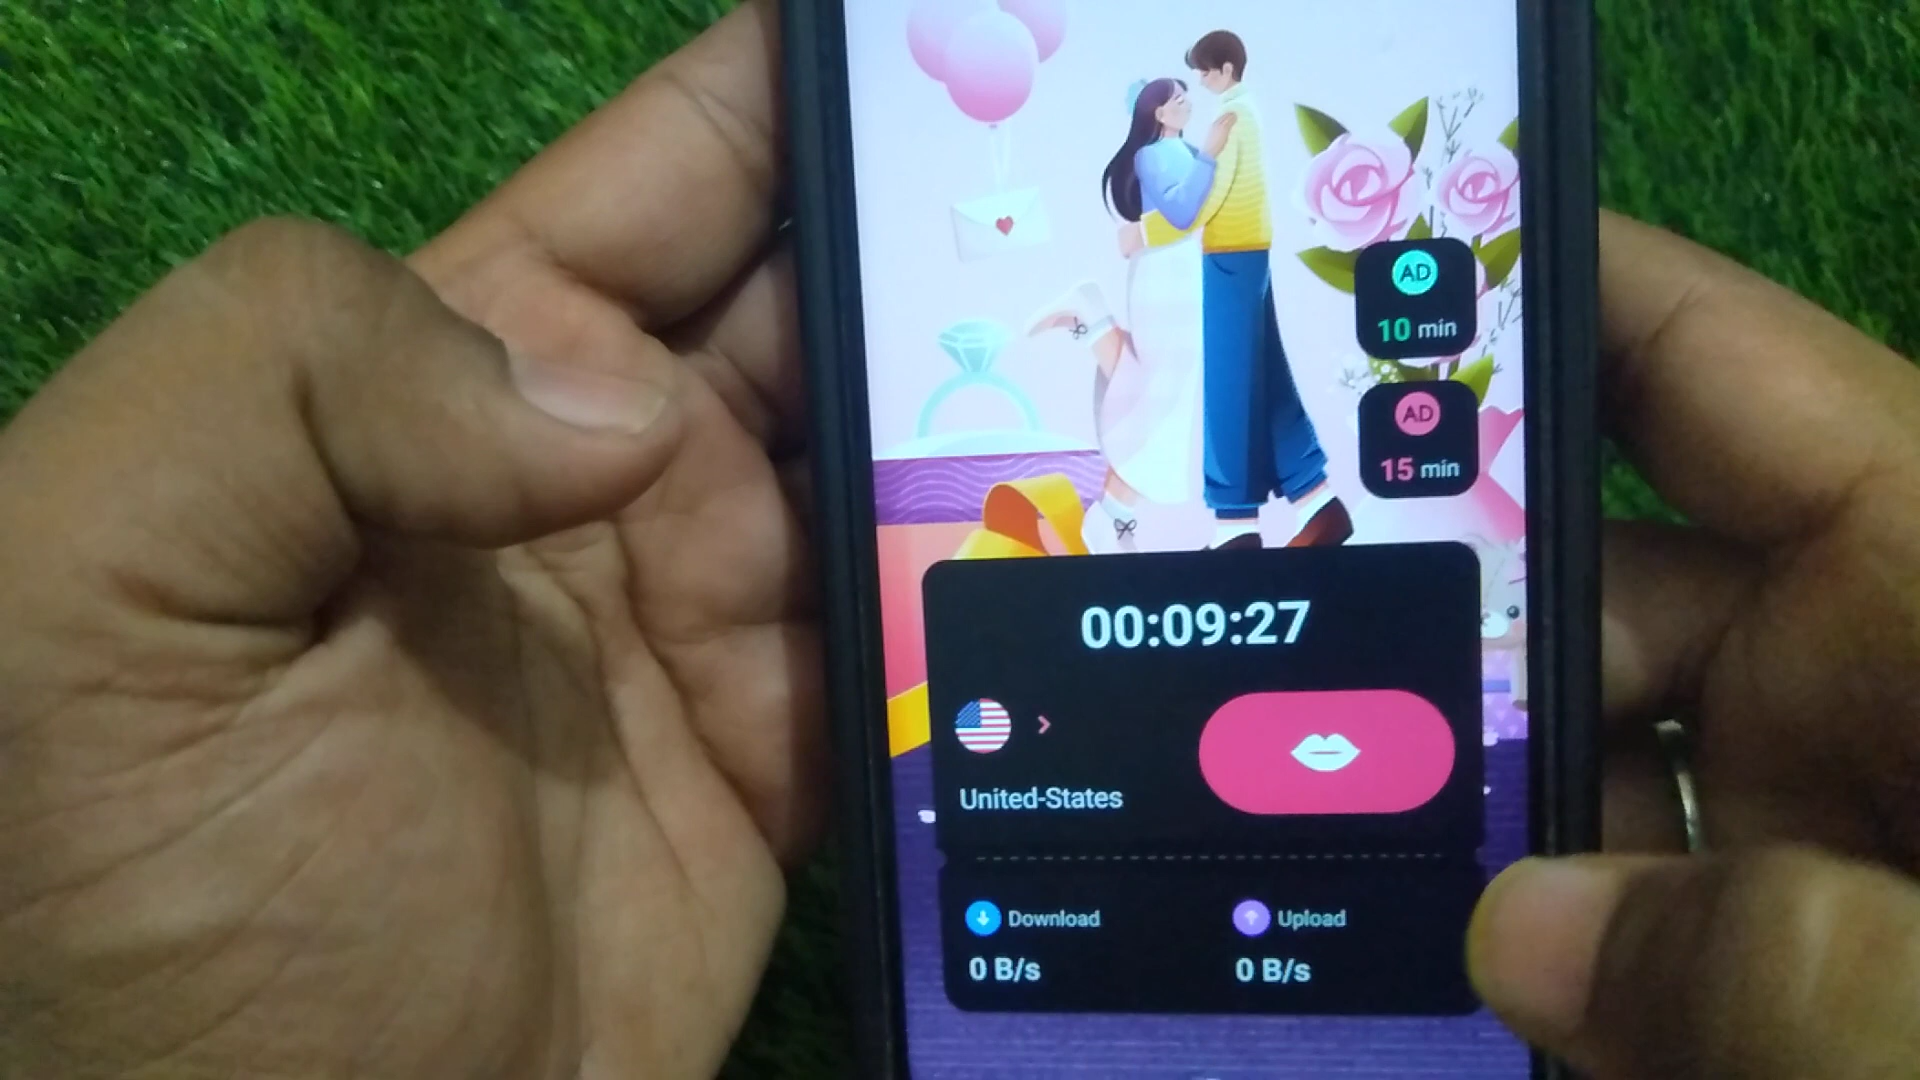 AD
10 min
AD
15 min
00:09:27
United-States
Download
Upload
0 B/s
0 B/s